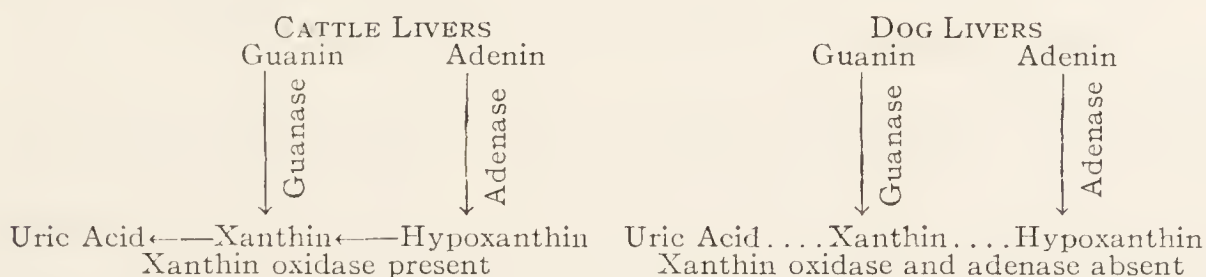 CATTLE LIVERS
Guanin Adenin
Guanase Adenase
Uric Acid←——Xanthin←——Hypoxanthin
Xanthin oxidase present
DOG LIVERS
Guanin Adenin
Guanase Adenase
Uric Acid....Xanthin....Hypoxanthin
Xanthin oxidase and adenase absent